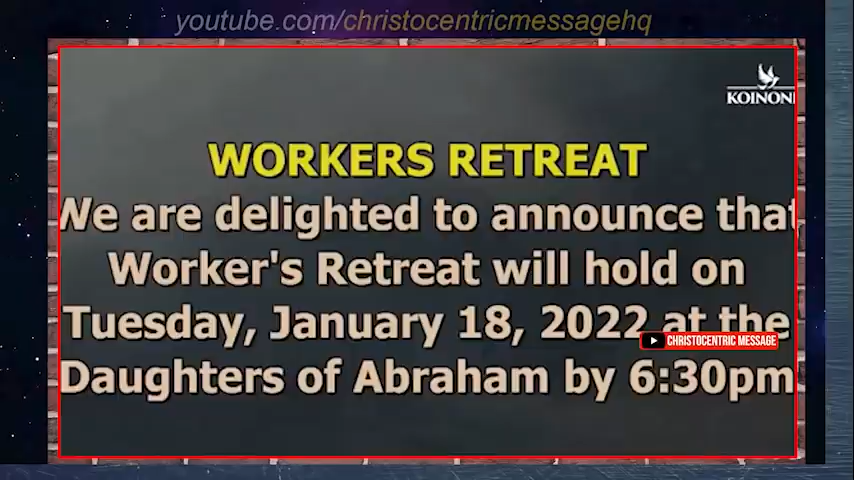 youtube.com/christocentricmessagehq
KOINONI
WORKERS RETREAT
We are delighted to announce that
Worker's Retreat will hold on
Tuesday, January 18, 2022 at the
CHRISTOCENTRIC MESSAGE
Daughters of Abraham by 6:30pm